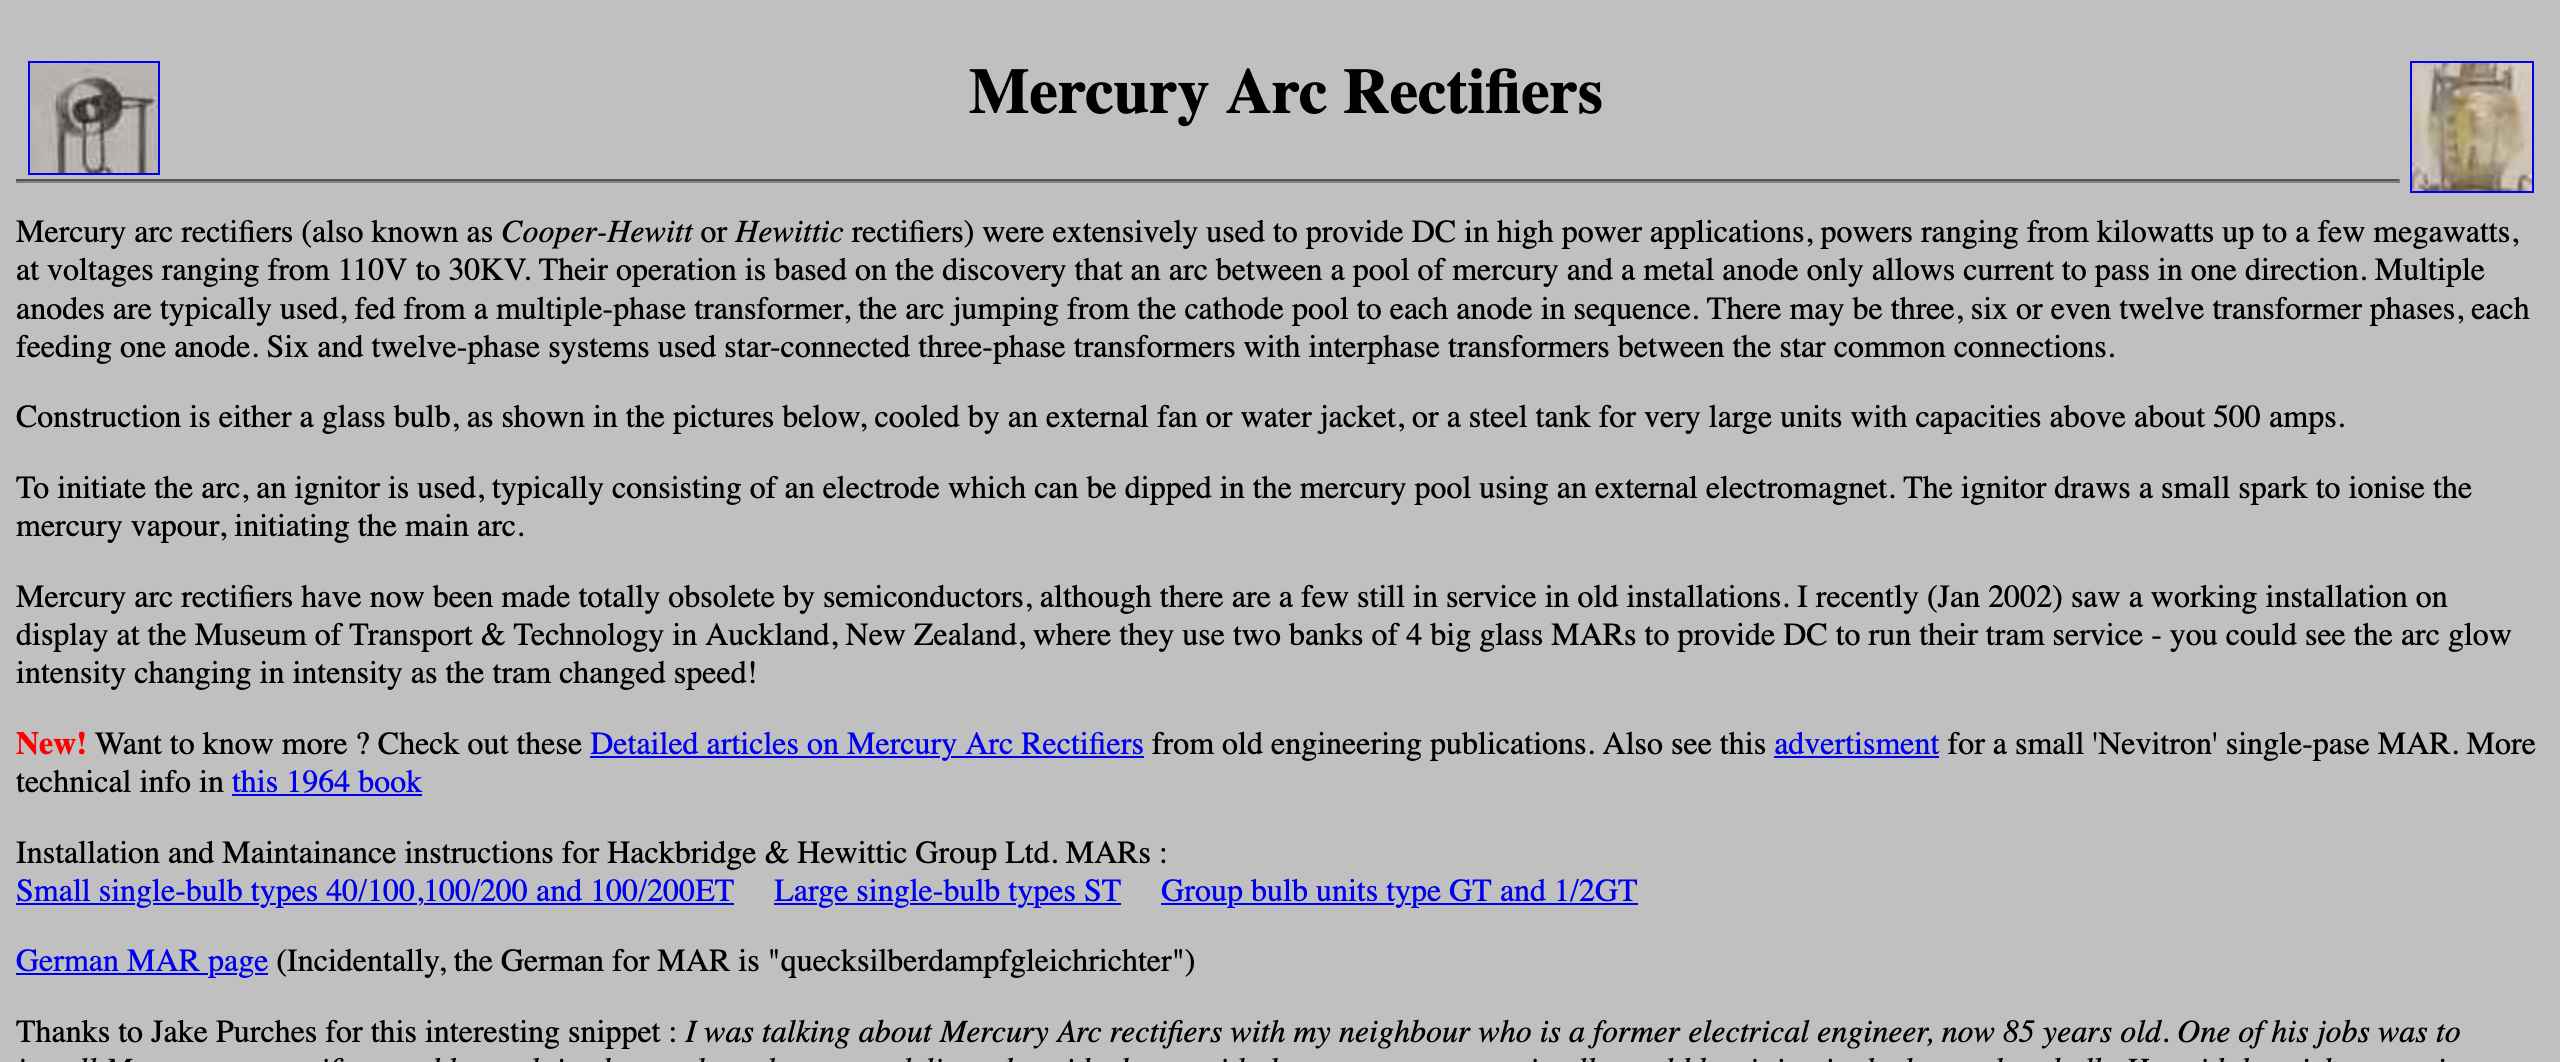 Mercury Arc Rectifiers
Mercury arc rectifiers (also known as Cooper-Hewitt or Hewittic rectifiers) were extensively used to provide DC in high power applications, powers ranging from kilowatts up to a few megawatts,
at voltages ranging from 110V to 30KV. Their operation is based on the discovery that an arc between a pool of mercury and a metal anode only allows current to pass in one direction. Multiple
anodes are typically used, fed from a multiple-phase transformer, the arc jumping from the cathode pool to each anode in sequence. There may be three, six or even twelve transformer phases, each
feeding one anode. Six and twelve-phase systems used star-connected three-phase transformers with interphase transformers between the star common connections.
Construction is either a glass bulb, as shown in the pictures below, cooled by an external fan or water jacket, or a steel tank for very large units with capacities above about 500 amps.
To initiate the arc, an ignitor is used, typically consisting of an electrode which can be dipped in the mercury pool using an external electromagnet. The ignitor draws a small spark to ionise the
mercury vapour, initiating the main arc.
Mercury arc rectifiers have now been made totally obsolete by semiconductors, although there are a few still in service in old installations. I recently (Jan 2002) saw a working installation on
display at the Museum of Transport & Technology in Auckland, New Zealand, where they use two banks of 4 big glass MARs to provide DC to run their tram service - you could see the arc glow
intensity changing in intensity as the tram changed speed!
New! Want to know more ? Check out these Detailed articles on Mercury Arc Rectifiers from old engineering publications. Also see this advertisment for a small 'Nevitron' single-pase MAR. More
technical info in this 1964 book
Installation and Maintainance instructions for Hackbridge & Hewittic Group Ltd. MARs :
Small single-bulb types 40/100,100/200 and 100/200ET Large single-bulb types ST Group bulb units type GT and 1/2GT
German MAR page (Incidentally, the German for MAR is "quecksilberdampfgleichrichter")
Thanks to Jake Purches for this interesting snippet : I was talking about Mercury Arc rectifiers with my neighbour who is a former electrical engineer, now 85 years old. One of his jobs was to